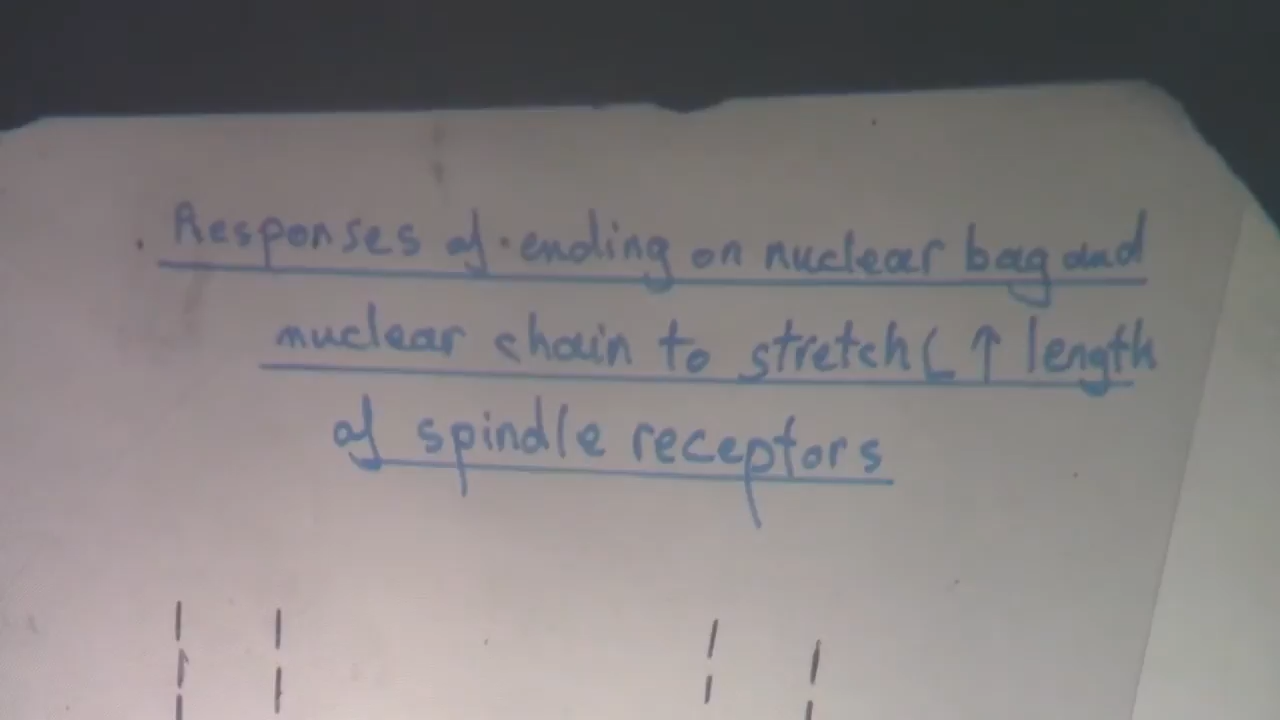 Responses of ending on nuclear bag and
nuclear chain to stretch ( ↑ length
of spindle receptors